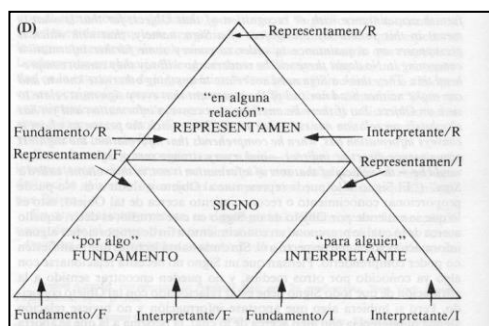 (D)
Representamen/R
"en alguna
relación"
REPRESENTAMEN
Fundamento/R
Interpretante/R
Representamen/F
Representamen/I
SIGNO
"por algo"
FUNDAMENTO
"para alguien"
INTERPRETANTE
Fundamento/F
Interpretante/F
Fundamento/I
Interpretante/I